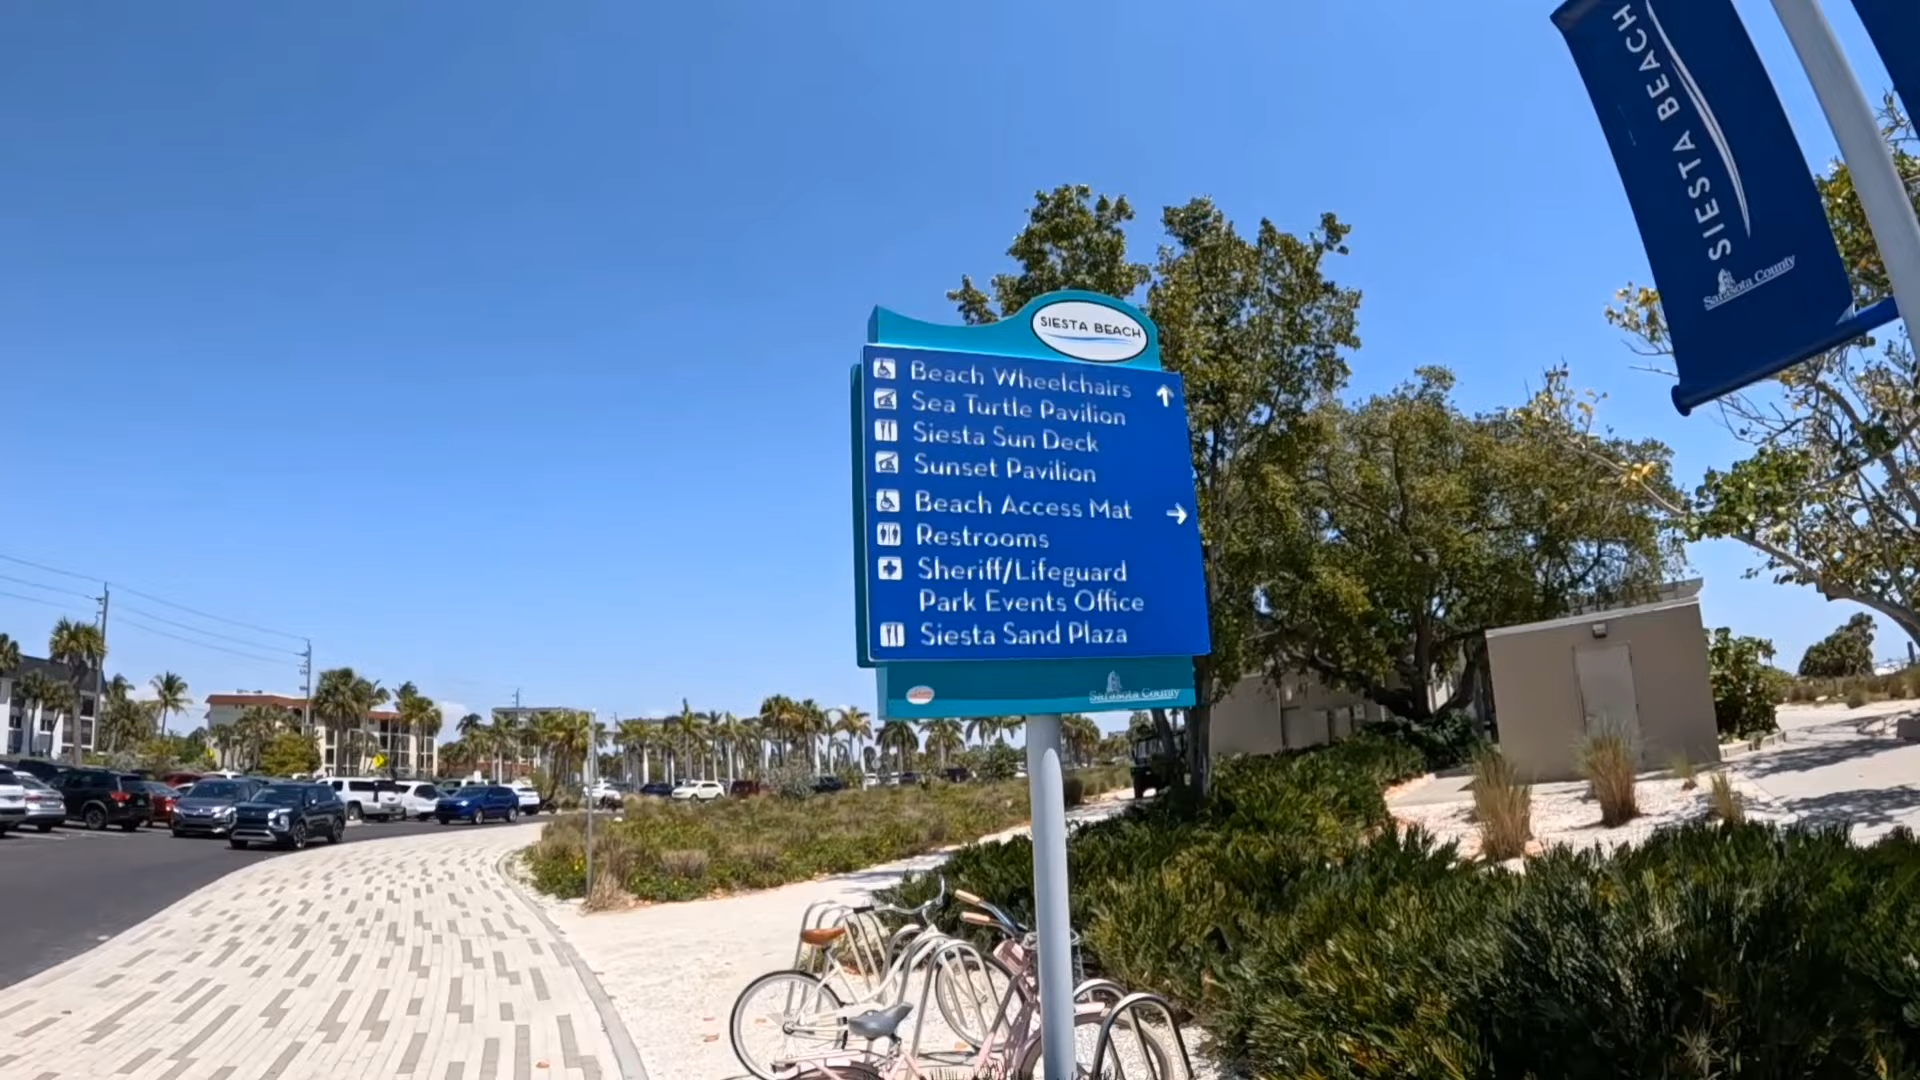 SIESTA BEACH
Sarasota County
SIESTA BEACH
Beach Wheelchairs
Sea Turtle Pavilion
Siesta Sun Deck
Sunset Pavilion
Beach Access Mat
Restrooms
Sheriff/Lifeguard
Park Events Office
Siesta Sand Plaza
Sarasota County